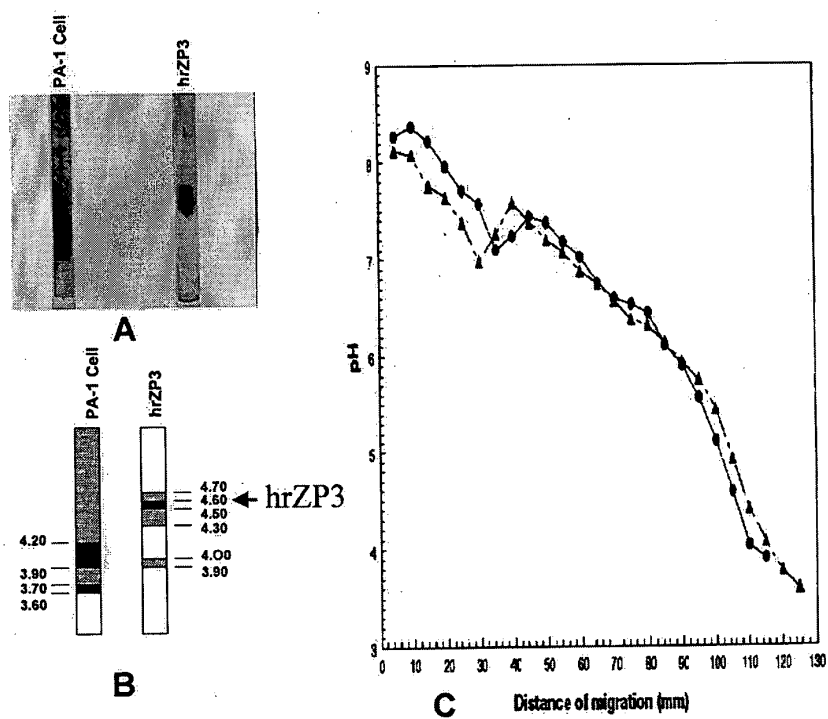 PA-1 Cell
hrZP3
A
PA-1 Cell
hrZP3
4.20
3.90
3.70
3.60
4.70
4.60
4.50
4.30
4.00
3.90
hrZP3
B
9
8
7
6
5
4
3
pH
0 10 20 30 40 50 60 70 80 90 100 110 120 130
C
Distance of migration (mm)